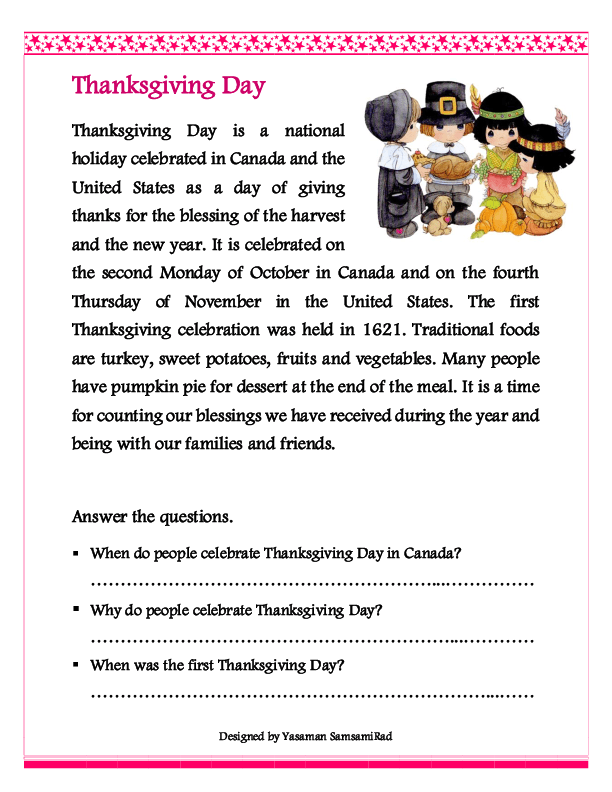 Thanksgiving Day
Thanksgiving Day is a national
holiday celebrated in Canada and the
United States as a day of giving
thanks for the blessing of the harvest
and the new year. It is celebrated on
the second Monday of October in Canada and on the fourth
Thursday of November in the United States. The first
Thanksgiving celebration was held in 1621. Traditional foods
are turkey, sweet potatoes, fruits and vegetables. Many people
have pumpkin pie for dessert at the end of the meal. It is a time
for counting our blessings we have received during the year and
being with our families and friends.
Answer the questions.
▪ When do people celebrate Thanksgiving Day in Canada?
………………………………………………….…………….
▪ Why do people celebrate Thanksgiving Day?
……………………………………………………....…………
▪ When was the first Thanksgiving Day?
…………………………………………………………....……
Designed by Yasaman SamsamiRad